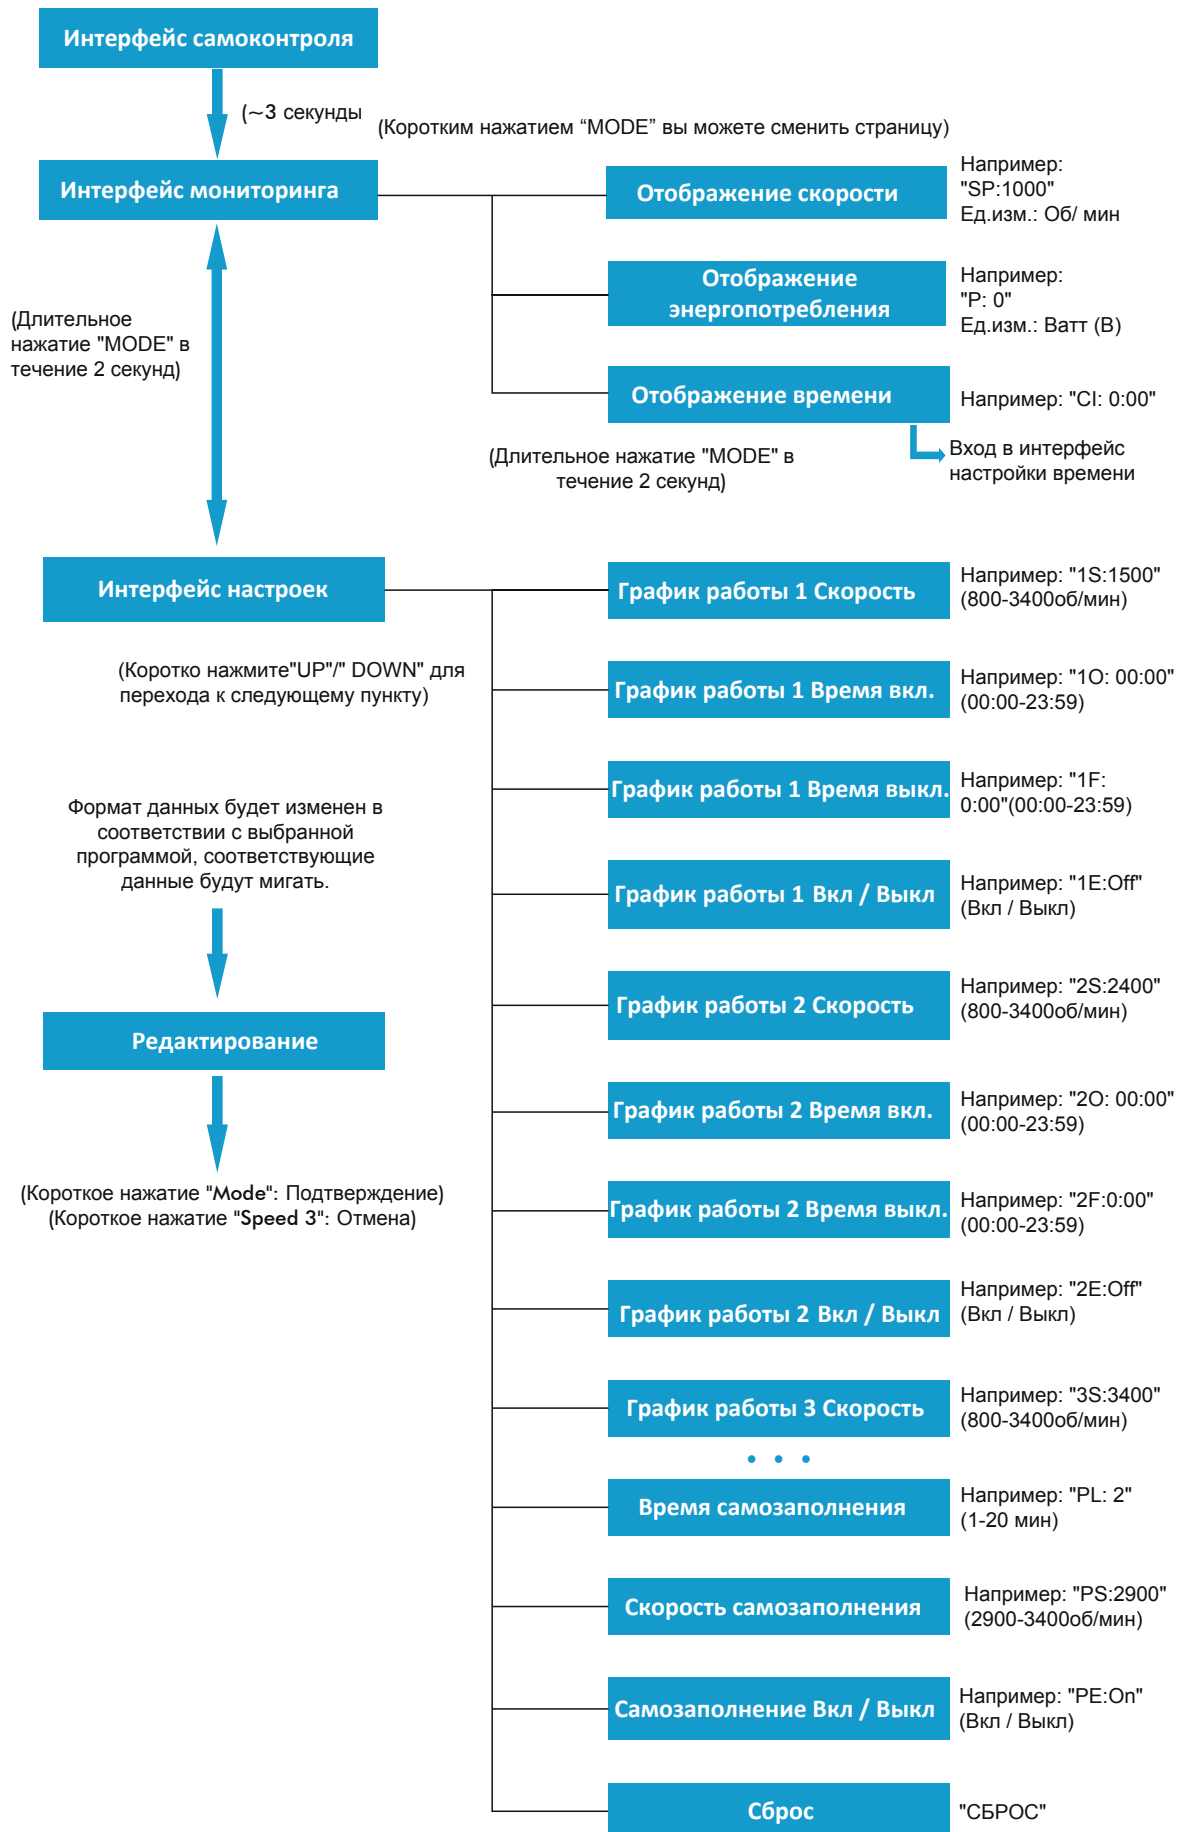 Интерфейс самоконтроля
(~3 секунды
(Коротким нажатием “MODE” вы можете сменить страницу)
Интерфейс мониторинга
Отображение скорости
Например:
"SP:1000"
Ед.изм.: Об/ мин
Отображение
энергопотребления
Например:
"P: 0"
Ед.изм.: Ватт (В)
(Длительное
нажатие "MODE" в
течение 2 секунд)
Отображение времени
Например: "CI: 0:00"
(Длительное нажатие "MODE" в
течение 2 секунд)
Вход в интерфейс
настройки времени
Интерфейс настроек
График работы 1 Скорость
Например: "1S:1500"
(800-3400об/мин)
(Коротко нажмите"UP"/" DOWN" для
перехода к следующему пункту)
График работы 1 Время вкл.
Например: "1O: 00:00"
(00:00-23:59)
График работы 1 Время выкл.
Например: "1F:
0:00"(00:00-23:59)
Формат данных будет изменен в
соответствии с выбранной
программой, соответствующие
данные будут мигать.
График работы 1 Вкл / Выкл
Например: "1E:Off"
(Вкл / Выкл)
График работы 2 Скорость
Например: "2S:2400"
(800-3400об/мин)
Редактирование
График работы 2 Время вкл.
Например: "2O: 00:00"
(00:00-23:59)
(Короткое нажатие "Mode": Подтверждение)
(Короткое нажатие "Speed 3": Отмена)
График работы 2 Время выкл.
Например: "2F:0:00"
(00:00-23:59)
График работы 2 Вкл / Выкл
Например: "2E:Off"
(Вкл / Выкл)
График работы 3 Скорость
Например: "3S:3400"
(800-3400об/мин)
• • •
Время самозаполнения
Например: "PL: 2"
(1-20 мин)
Скорость самозаполнения
Например: "PS:2900"
(2900-3400об/мин)
Самозаполнение Вкл / Выкл
Например: "PE:On"
(Вкл / Выкл)
Сброс
"СБРОС"